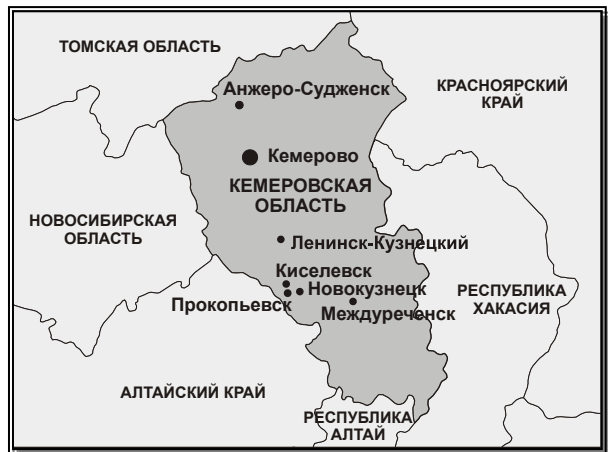 ТОМСКАЯ ОБЛАСТЬ
КРАСНОЯРСКИЙ
КРАЙ
Анжеро-Судженск
Кемерово
КЕМЕРОВСКАЯ
ОБЛАСТЬ
НОВОСИБИРСКАЯ
ОБЛАСТЬ
Ленинск-Кузнецкий
Киселевск
Новокузнецк
Прокопьевск
Междуреченск
РЕСПУБЛИКА
ХАКАСИЯ
АЛТАЙСКИЙ КРАЙ
РЕСПУБЛИКА
АЛТАЙ